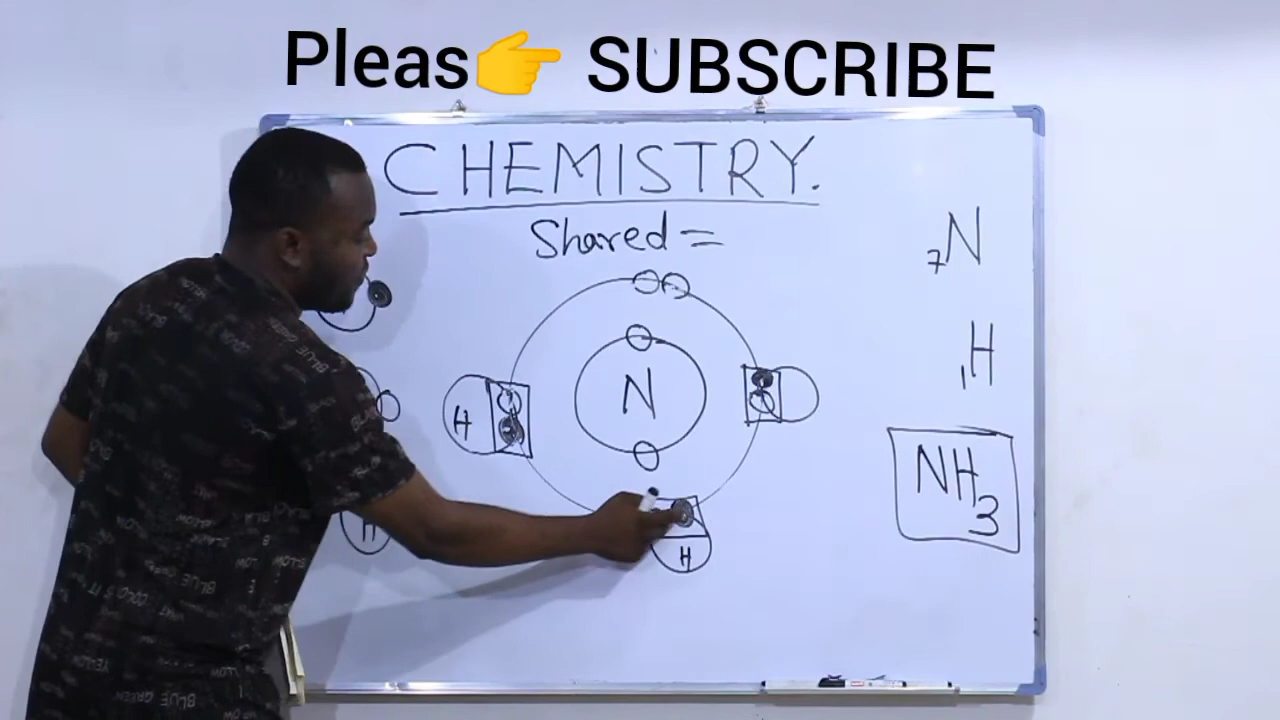 Pleas👉 SUBSCRIBE
CHEMISTRY.
Shared =
₇N
₁H
N
H
H
H
NH₃